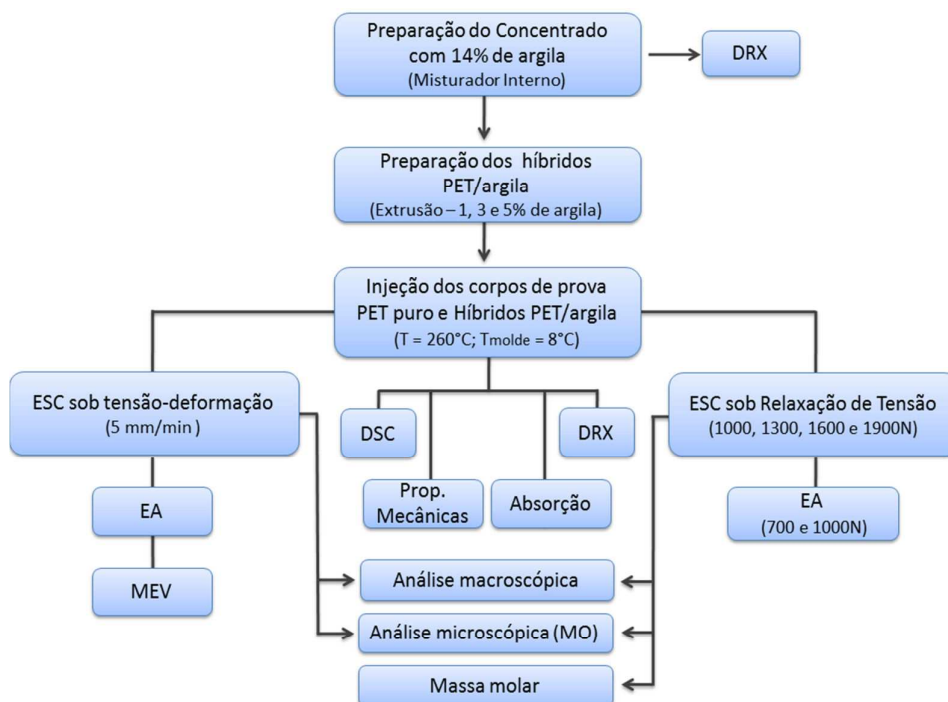 Preparação do Concentrado
com 14% de argila
(Misturador Interno)
DRX
Preparação dos híbridos
PET/argila
(Extrusão – 1, 3 e 5% de argila)
Injeção dos corpos de prova
PET puro e Híbridos PET/argila
(T = 260°C; Tmolde = 8°C)
ESC sob tensão-deformação
(5 mm/min )
ESC sob Relaxação de Tensão
(1000, 1300, 1600 e 1900N)
DSC
DRX
Prop.
Mecânicas
Absorção
EA
EA
(700 e 1000N)
MEV
Análise macroscópica
Análise microscópica (MO)
Massa molar